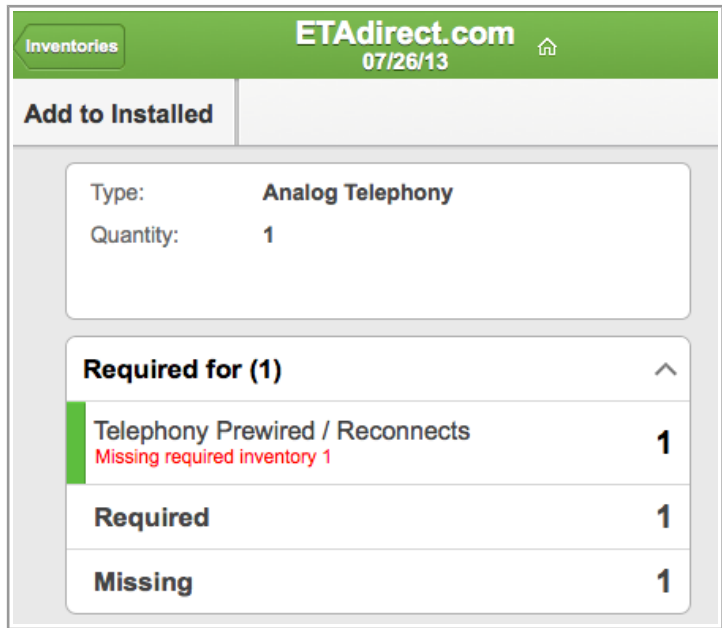 Inventories
ETAdirect.com
07/26/13
Add to Installed
Type: Analog Telephony
Quantity: 1
Required for (1)
Telephony Prewired / Reconnects 1
Missing required inventory 1
Required 1
Missing 1